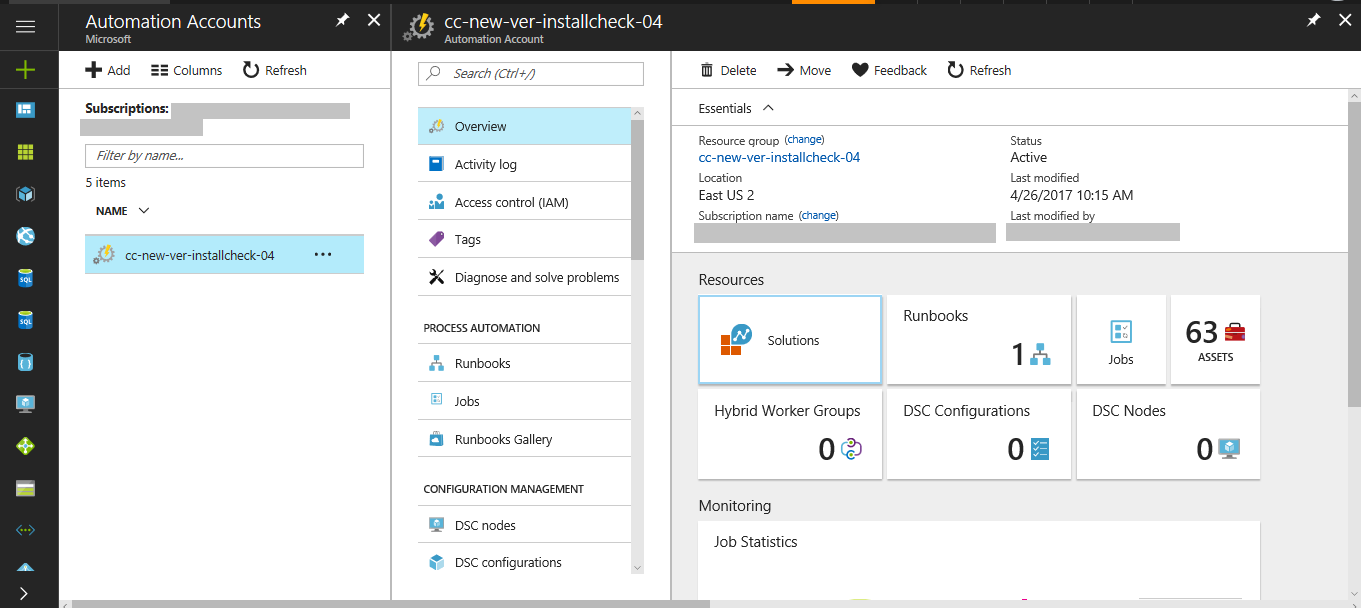 Automation Accounts
Microsoft
Add
Columns
Refresh
Subscriptions:
Filter by name...
5 items
NAME
cc-new-ver-installcheck-04
...
cc-new-ver-installcheck-04
Automation Account
Search (Ctrl+/)
Overview
Activity log
Access control (IAM)
Tags
Diagnose and solve problems
PROCESS AUTOMATION
Runbooks
Jobs
Runbooks Gallery
CONFIGURATION MANAGEMENT
DSC nodes
DSC configurations
Delete
Move
Feedback
Refresh
Essentials
Resource group (change)
cc-new-ver-installcheck-04
Location
East US 2
Subscription name (change)
Status
Active
Last modified
4/26/2017 10:15 AM
Last modified by
Resources
Solutions
Runbooks
1
Jobs
63
ASSETS
Hybrid Worker Groups
0
DSC Configurations
0
DSC Nodes
0
Monitoring
Job Statistics